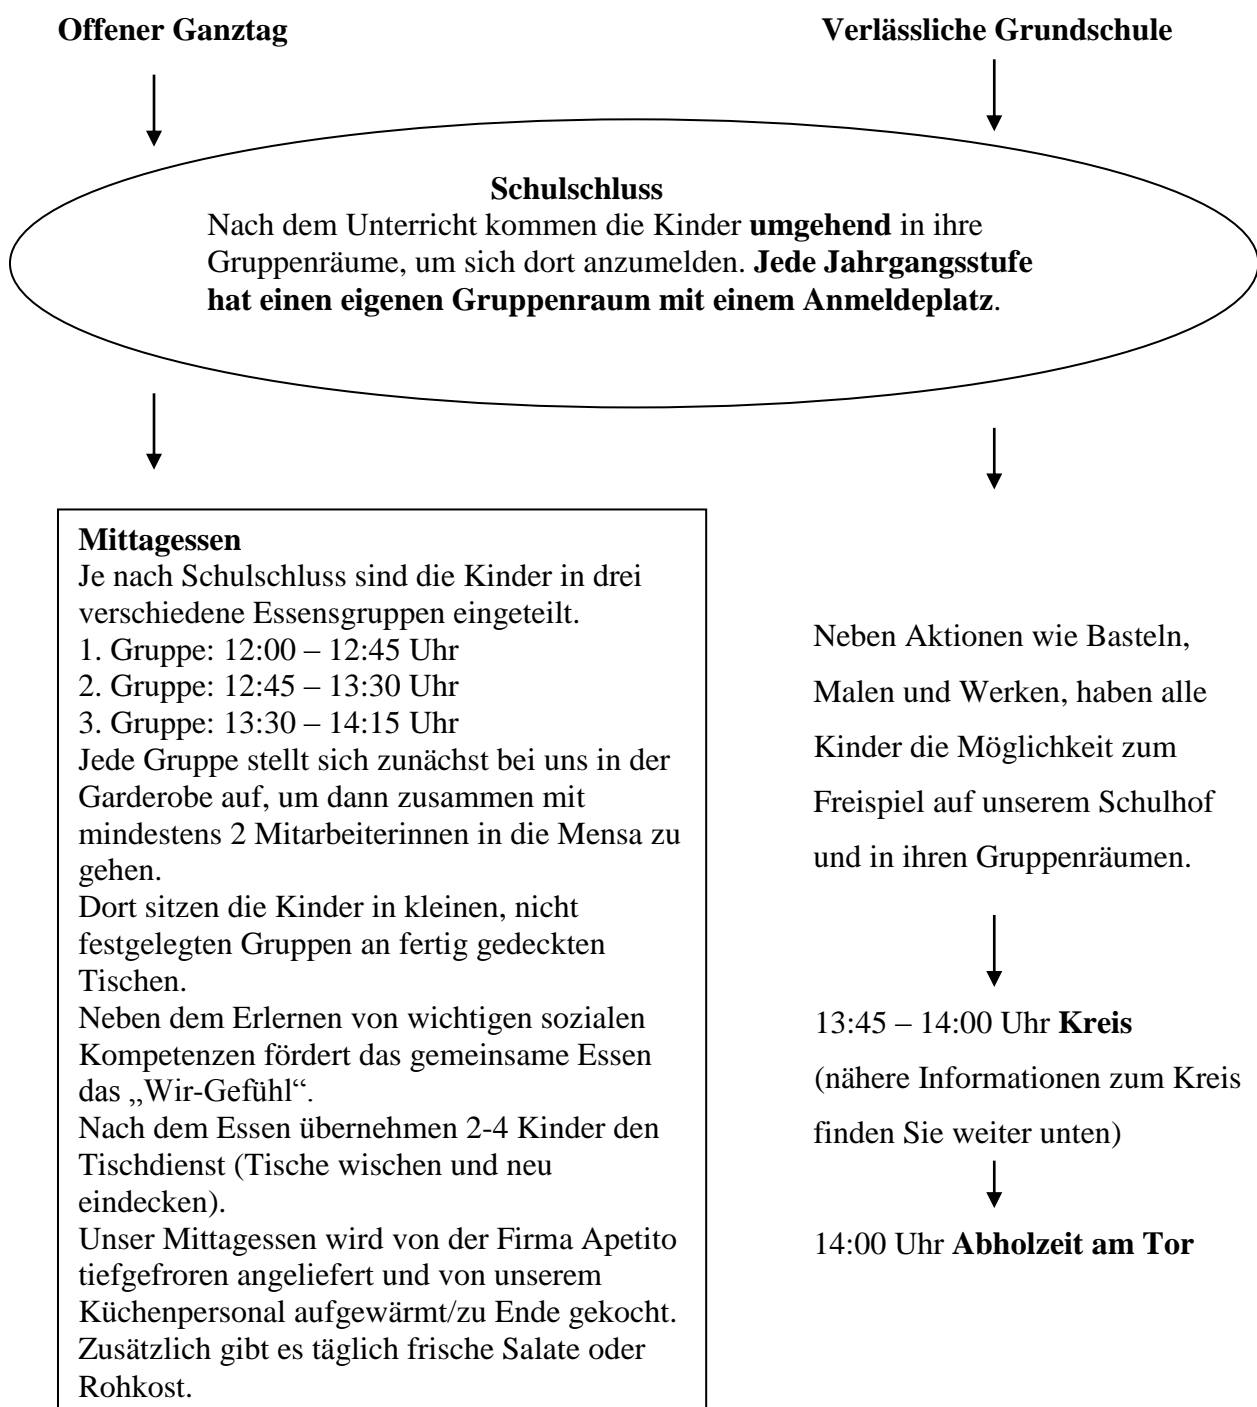 Offener Ganztag
Verlässliche Grundschule
Schulschluss
Nach dem Unterricht kommen die Kinder umgehend in ihre
Gruppenräume, um sich dort anzumelden. Jede Jahrgangsstufe
hat einen eigenen Gruppenraum mit einem Anmeldeplatz.
Mittagessen
Je nach Schulschluss sind die Kinder in drei
verschiedene Essensgruppen eingeteilt.
1. Gruppe: 12:00 – 12:45 Uhr
2. Gruppe: 12:45 – 13:30 Uhr
3. Gruppe: 13:30 – 14:15 Uhr
Jede Gruppe stellt sich zunächst bei uns in der
Garderobe auf, um dann zusammen mit
mindestens 2 Mitarbeiterinnen in die Mensa zu
gehen.
Dort sitzen die Kinder in kleinen, nicht
festgelegten Gruppen an fertig gedeckten
Tischen.
Neben dem Erlernen von wichtigen sozialen
Kompetenzen fördert das gemeinsame Essen
das „Wir-Gefühl“.
Nach dem Essen übernehmen 2-4 Kinder den
Tischdienst (Tische wischen und neu
eindecken).
Unser Mittagessen wird von der Firma Apetito
tiefgefroren angeliefert und von unserem
Küchenpersonal aufgewärmt/zu Ende gekocht.
Zusätzlich gibt es täglich frische Salate oder
Rohkost.
Neben Aktionen wie Basteln,
Malen und Werken, haben alle
Kinder die Möglichkeit zum
Freispiel auf unserem Schulhof
und in ihren Gruppenräumen.
13:45 – 14:00 Uhr Kreis
(nähere Informationen zum Kreis
finden Sie weiter unten)
14:00 Uhr Abholzeit am Tor